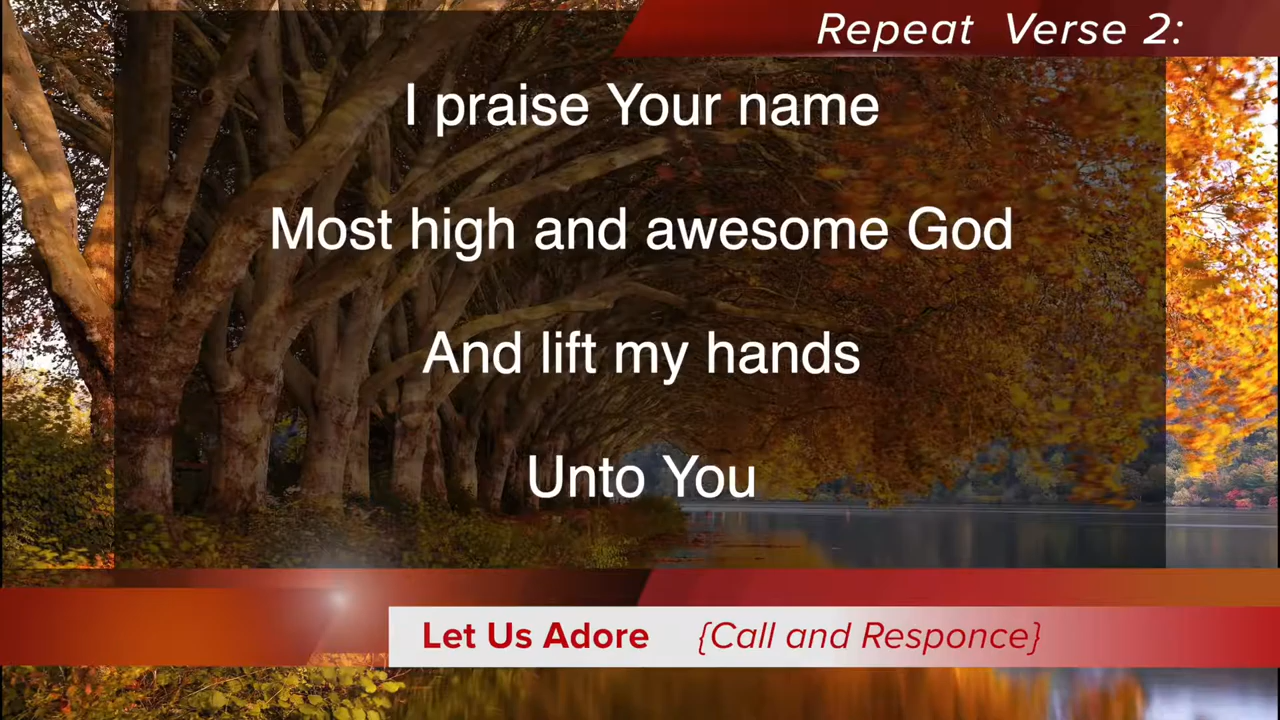 Repeat Verse 2:
I praise Your name
Most high and awesome God
And lift my hands
Unto You
Let Us Adore {Call and Responce}